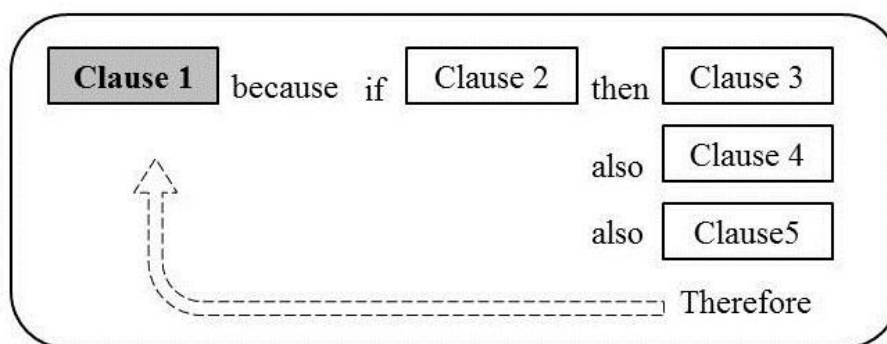 Clause 1 because if Clause 2 then Clause 3
also Clause 4
also Clause5
Therefore